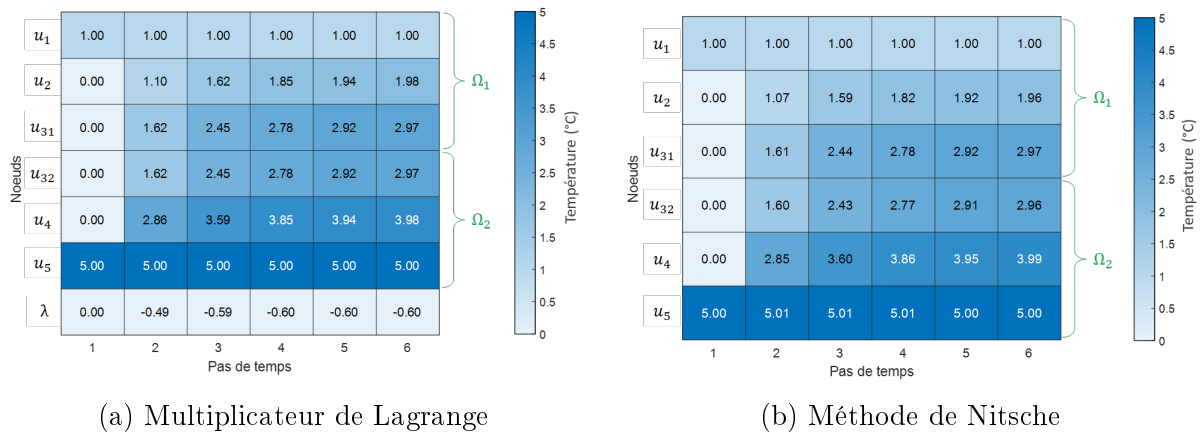 u1 1.00 1.00 1.00 1.00 1.00 1.00
u2 0.00 1.10 1.62 1.85 1.94 1.98
u31 0.00 1.62 2.45 2.78 2.92 2.97
u32 0.00 1.62 2.45 2.78 2.92 2.97
u4 0.00 2.86 3.59 3.85 3.94 3.98
u5 5.00 5.00 5.00 5.00 5.00 5.00
λ 0.00 -0.49 -0.59 -0.60 -0.60 -0.60
1 2 3 4 5 6
Pas de temps
Noeuds
Ω1
Ω2
5
4.5
4
3.5
3
2.5
2
1.5
1
0.5
0
Température (°C)
(a) Multiplicateur de Lagrange
u1 1.00 1.00 1.00 1.00 1.00 1.00
u2 0.00 1.07 1.59 1.82 1.92 1.96
u31 0.00 1.61 2.44 2.78 2.92 2.97
u32 0.00 1.60 2.43 2.77 2.91 2.96
u4 0.00 2.85 3.60 3.86 3.95 3.99
u5 5.00 5.01 5.01 5.01 5.00 5.00
1 2 3 4 5 6
Pas de temps
Noeuds
Ω1
Ω2
5
4.5
4
3.5
3
2.5
2
1.5
1
0.5
0
Température (°C)
(b) Méthode de Nitsche